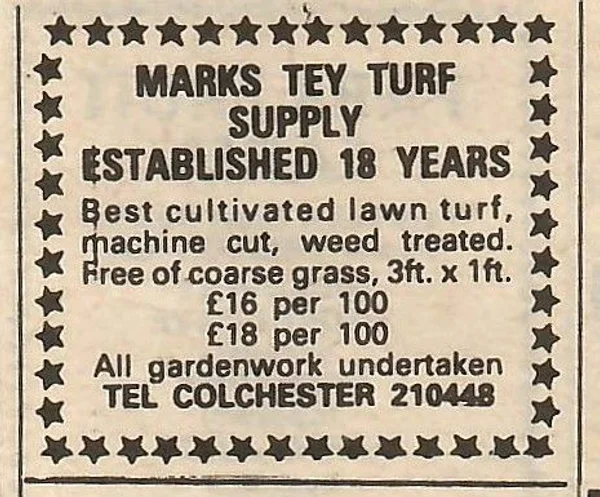 MARKS TEY TURF
SUPPLY
ESTABLISHED 18 YEARS
Best cultivated lawn turf,
machine cut, weed treated.
Free of coarse grass, 3ft. x 1ft.
£16 per 100
£18 per 100
All gardenwork undertaken
TEL COLCHESTER 210448